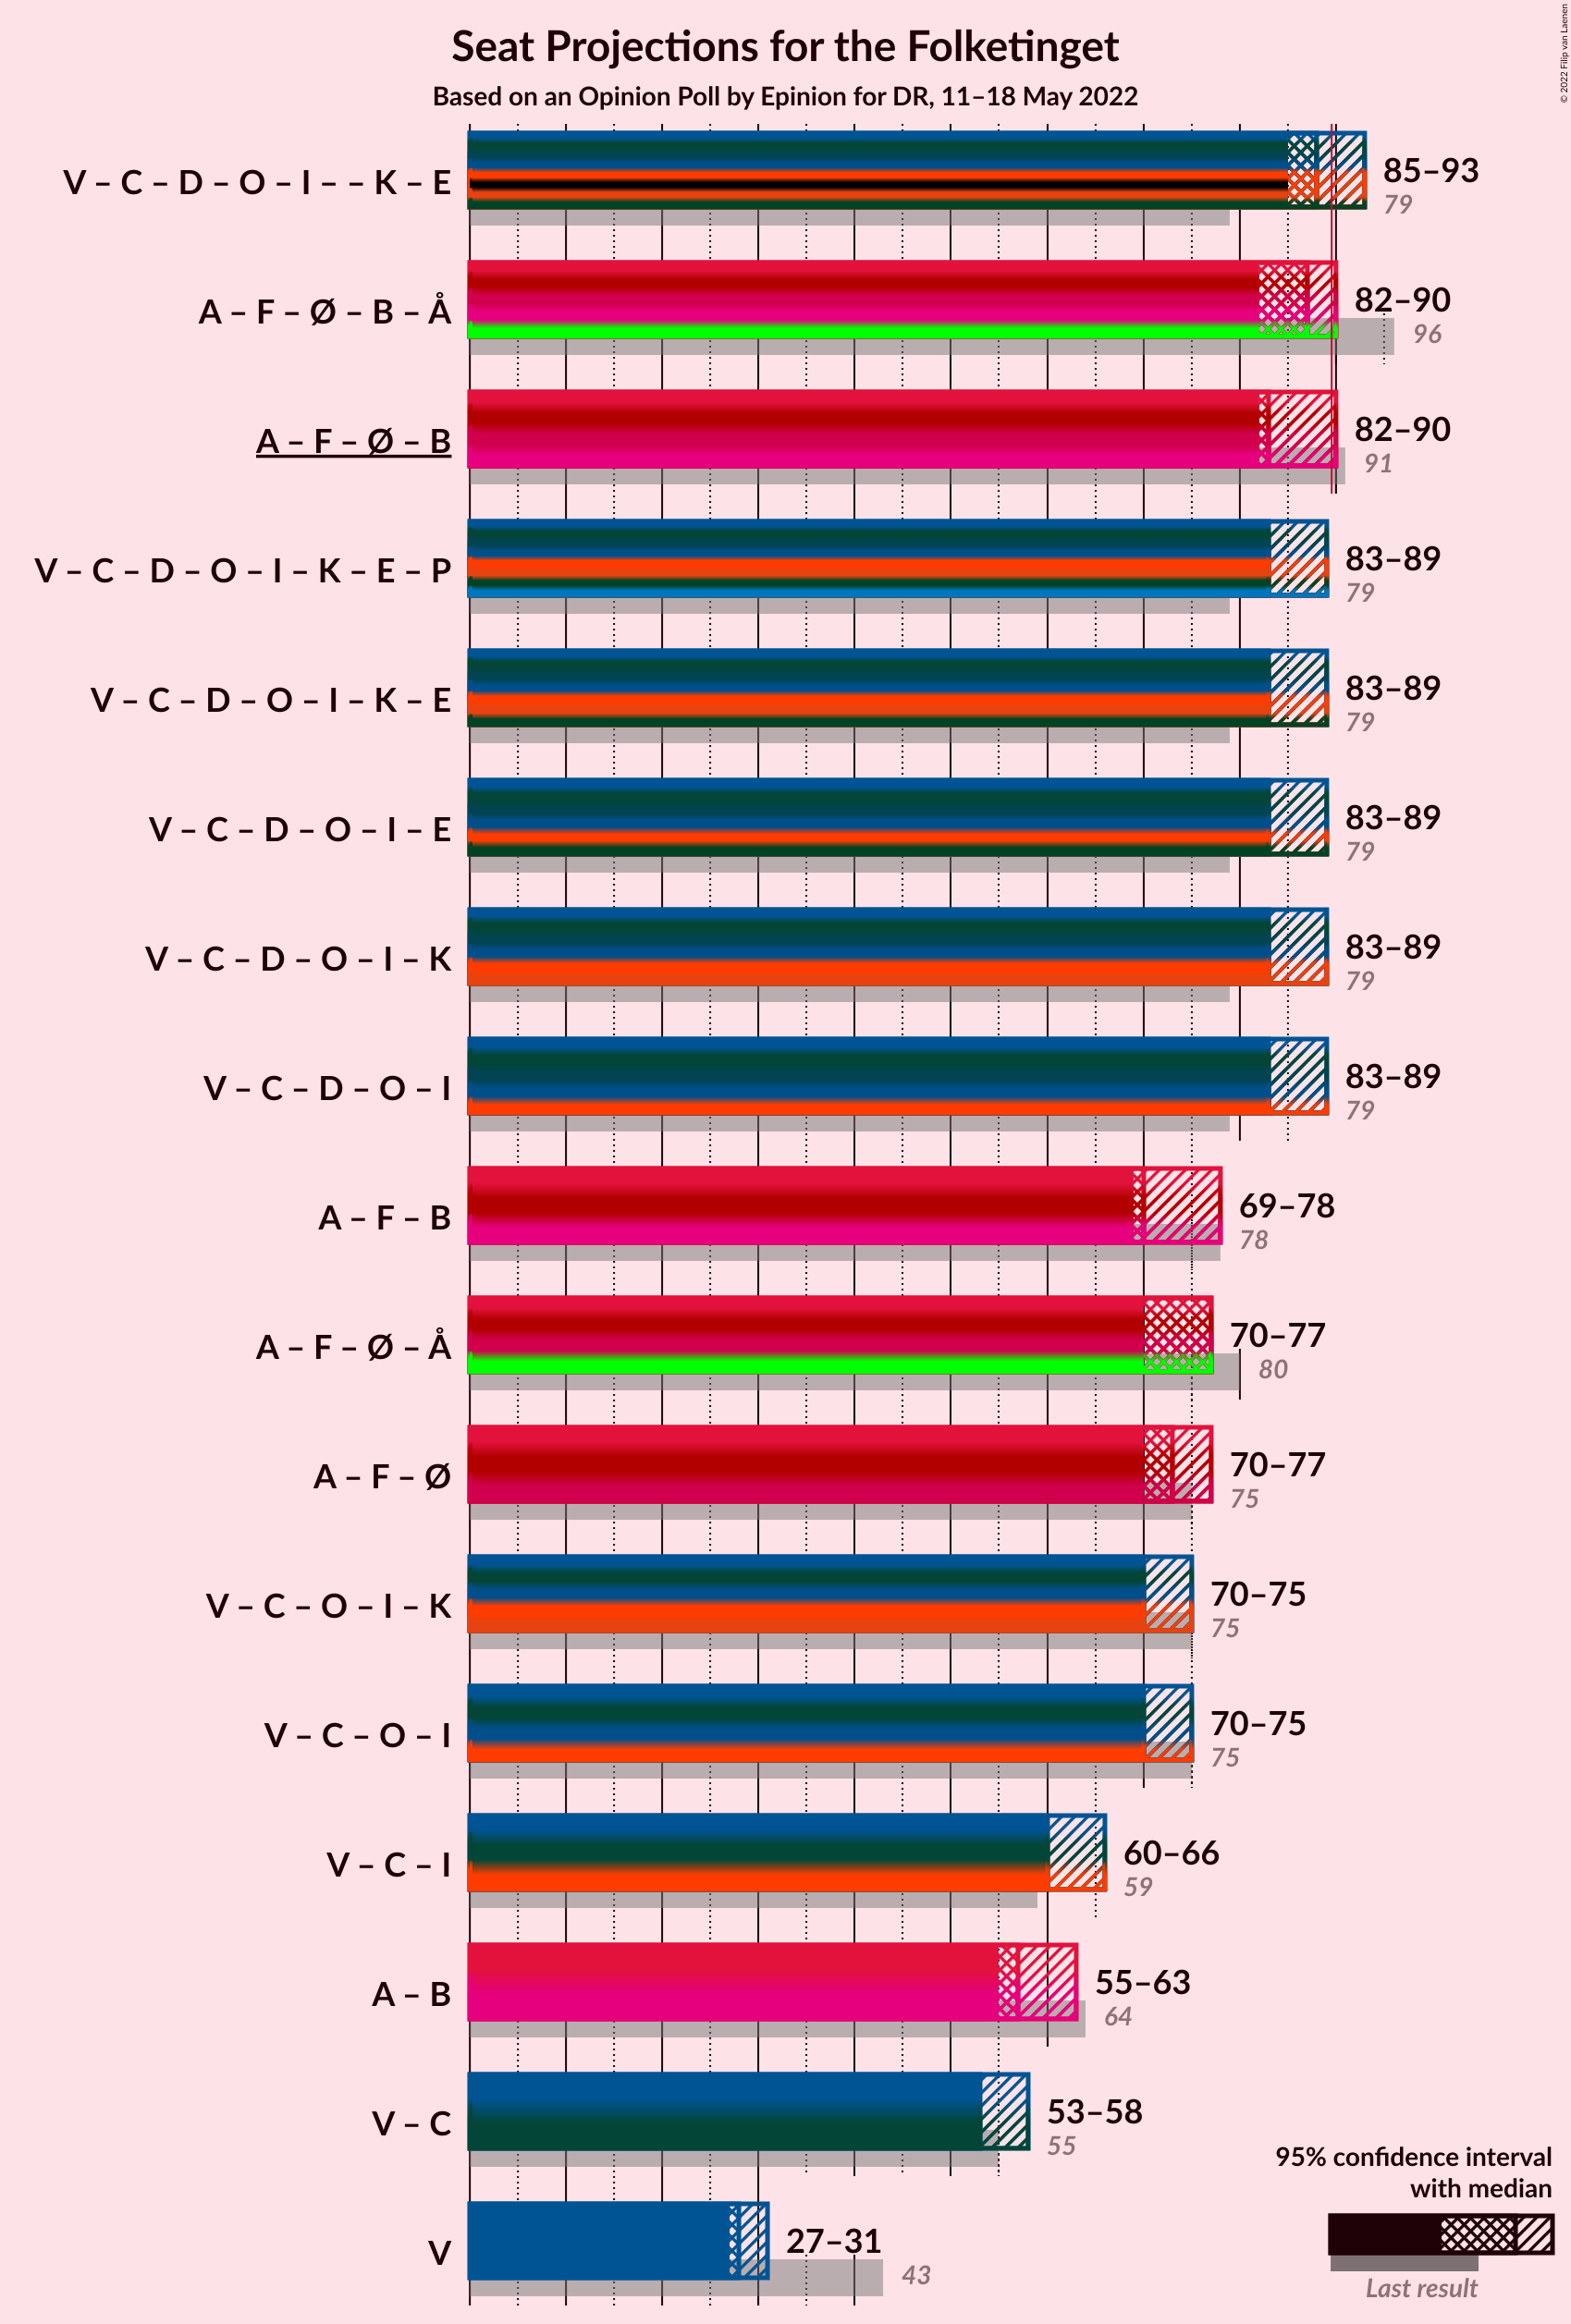 Seat Projections for the Folketinget
Based on an Opinion Poll by Epinion for DR, 11–18 May 2022
© 2022 Filip van Laenen
V – C – D – O – I – – K – E
85–93
79
A – F – Ø – B – Å
82–90
96
A – F – Ø – B
82–90
91
V – C – D – O – I – K – E – P
83–89
79
V – C – D – O – I – K – E
83–89
79
V – C – D – O – I – E
83–89
79
V – C – D – O – I – K
83–89
79
V – C – D – O – I
83–89
79
A – F – B
69–78
78
A – F – Ø – Å
70–77
80
A – F – Ø
70–77
75
V – C – O – I – K
70–75
75
V – C – O – I
70–75
75
V – C – I
60–66
59
A – B
55–63
64
V – C
53–58
55
V
27–31
43
95% confidence interval
with median
Last result